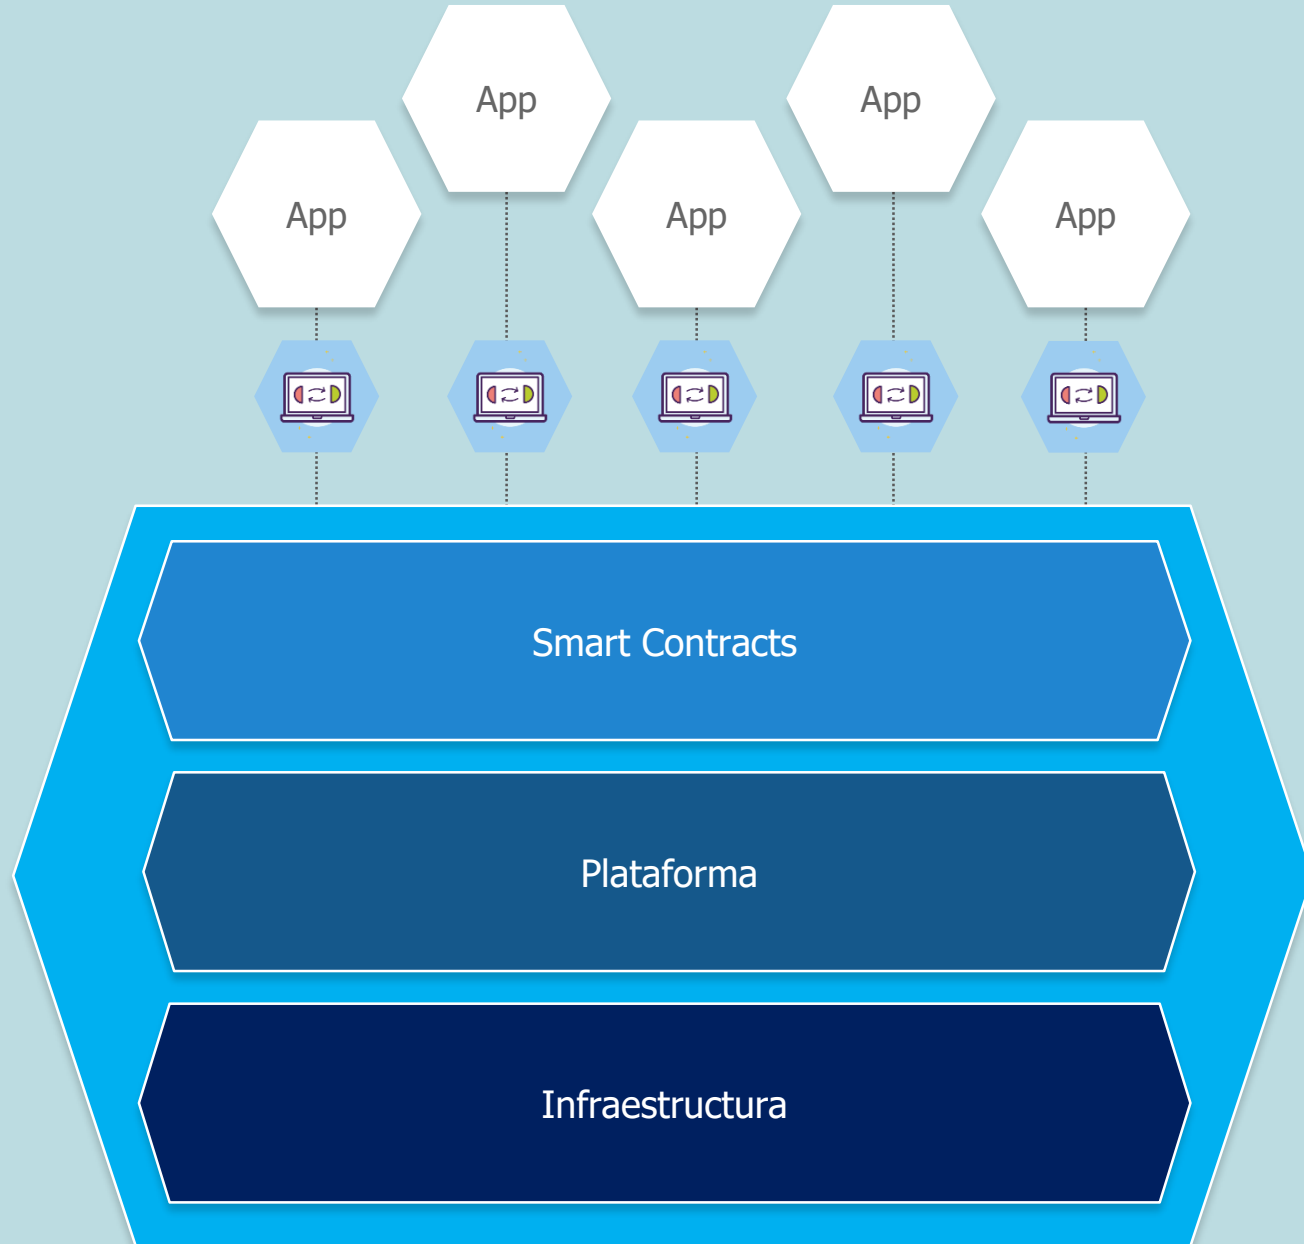 App
App
App
App
App
Smart Contracts
Plataforma
Infraestructura